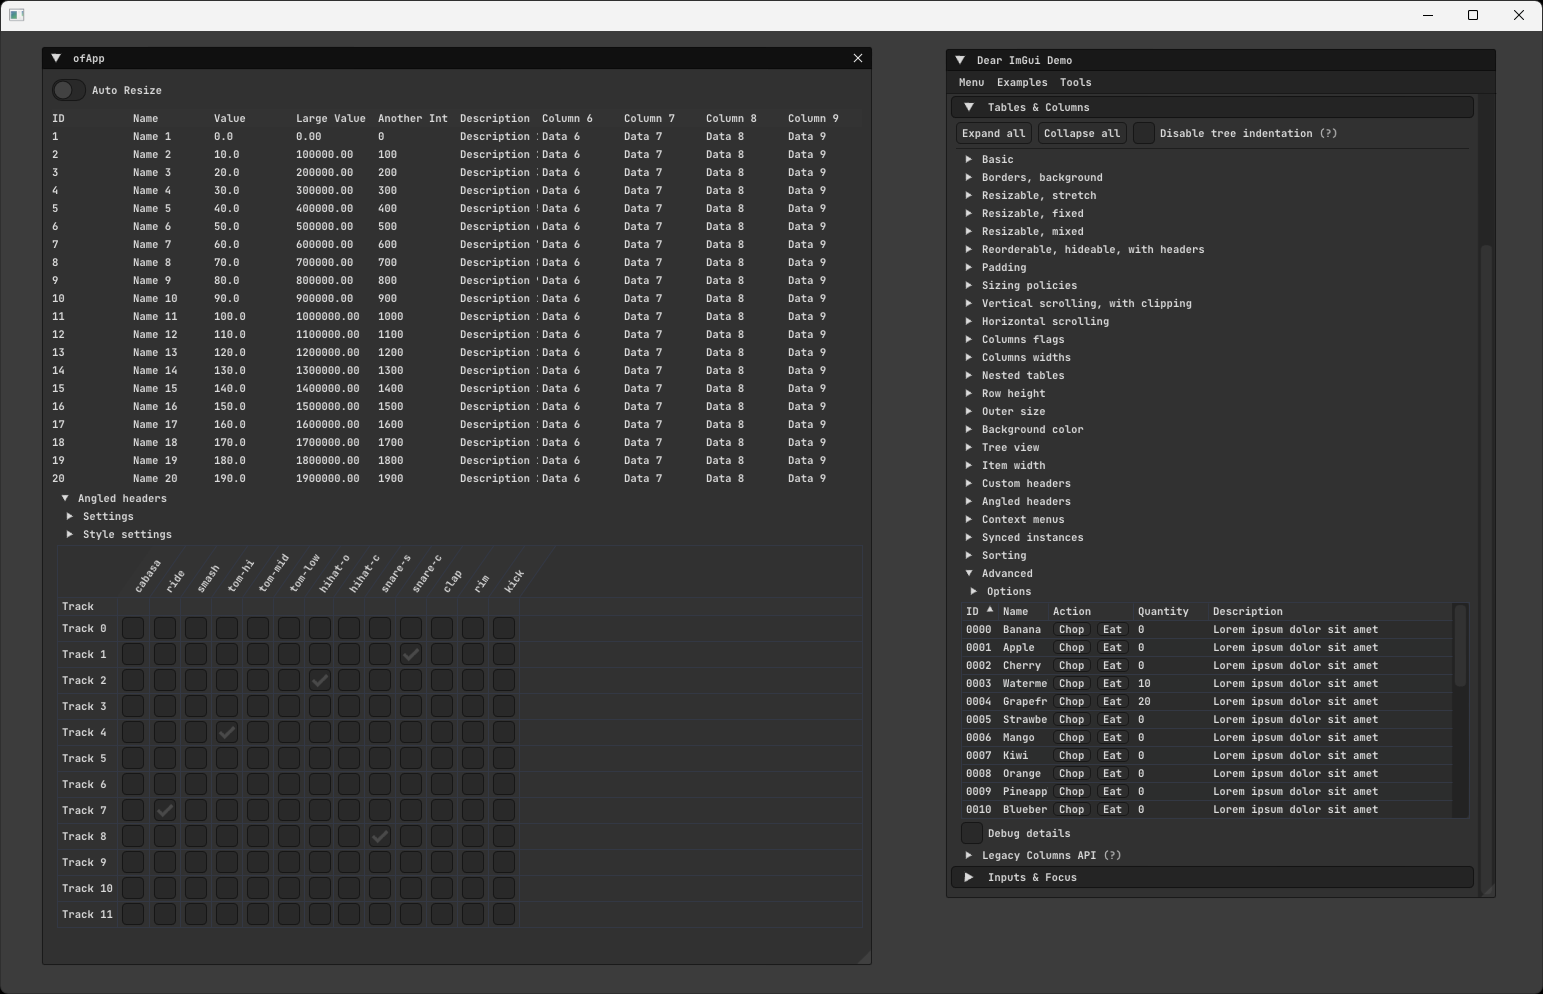 ofApp
Auto Resize
ID Name Value Large Value Another Int Description Column 6 Column 7 Column 8 Column 9
1 Name 1 0.0 0.00 0 Description Data 6 Data 7 Data 8 Data 9
2 Name 2 10.0 100000.00 100 Description Data 6 Data 7 Data 8 Data 9
3 Name 3 20.0 200000.00 200 Description Data 6 Data 7 Data 8 Data 9
4 Name 4 30.0 300000.00 300 Description Data 6 Data 7 Data 8 Data 9
5 Name 5 40.0 400000.00 400 Description Data 6 Data 7 Data 8 Data 9
6 Name 6 50.0 500000.00 500 Description Data 6 Data 7 Data 8 Data 9
7 Name 7 60.0 600000.00 600 Description Data 6 Data 7 Data 8 Data 9
8 Name 8 70.0 700000.00 700 Description Data 6 Data 7 Data 8 Data 9
9 Name 9 80.0 800000.00 800 Description Data 6 Data 7 Data 8 Data 9
10 Name 10 90.0 900000.00 900 Description Data 6 Data 7 Data 8 Data 9
11 Name 11 100.0 1000000.00 1000 Description Data 6 Data 7 Data 8 Data 9
12 Name 12 110.0 1100000.00 1100 Description Data 6 Data 7 Data 8 Data 9
13 Name 13 120.0 1200000.00 1200 Description Data 6 Data 7 Data 8 Data 9
14 Name 14 130.0 1300000.00 1300 Description Data 6 Data 7 Data 8 Data 9
15 Name 15 140.0 1400000.00 1400 Description Data 6 Data 7 Data 8 Data 9
16 Name 16 150.0 1500000.00 1500 Description Data 6 Data 7 Data 8 Data 9
17 Name 17 160.0 1600000.00 1600 Description Data 6 Data 7 Data 8 Data 9
18 Name 18 170.0 1700000.00 1700 Description Data 6 Data 7 Data 8 Data 9
19 Name 19 180.0 1800000.00 1800 Description Data 6 Data 7 Data 8 Data 9
20 Name 20 190.0 1900000.00 1900 Description Data 6 Data 7 Data 8 Data 9
Angled headers
Settings
Style settings
cabasa ride smash tom-hi tom-mid tom-low hihat-o hihat-c snare-s snare-c clap rim kick
Track
Track 0
Track 1
Track 2
Track 3
Track 4
Track 5
Track 6
Track 7
Track 8
Track 9
Track 10
Track 11
Dear ImGui Demo
Menu Examples Tools
Tables & Columns
Expand all Collapse all Disable tree indentation (?)
Basic
Borders, background
Resizable, stretch
Resizable, fixed
Resizable, mixed
Reorderable, hideable, with headers
Padding
Sizing policies
Vertical scrolling, with clipping
Horizontal scrolling
Columns flags
Columns widths
Nested tables
Row height
Outer size
Background color
Tree view
Item width
Custom headers
Angled headers
Context menus
Synced instances
Sorting
Advanced
Options
ID Name Action Quantity Description
0000 Banana Chop Eat 0 Lorem ipsum dolor sit amet
0001 Apple Chop Eat 0 Lorem ipsum dolor sit amet
0002 Cherry Chop Eat 0 Lorem ipsum dolor sit amet
0003 Waterme Chop Eat 10 Lorem ipsum dolor sit amet
0004 Grapefr Chop Eat 20 Lorem ipsum dolor sit amet
0005 Strawbe Chop Eat 0 Lorem ipsum dolor sit amet
0006 Mango Chop Eat 0 Lorem ipsum dolor sit amet
0007 Kiwi Chop Eat 0 Lorem ipsum dolor sit amet
0008 Orange Chop Eat 0 Lorem ipsum dolor sit amet
0009 Pineapp Chop Eat 0 Lorem ipsum dolor sit amet
0010 Blueber Chop Eat 0 Lorem ipsum dolor sit amet
Debug details
Legacy Columns API (?)
Inputs & Focus